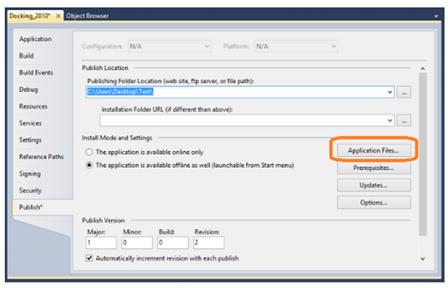 Docking_2010* Object Browser
Application
Build
Build Events
Debug
Resources
Services
Settings
Reference Paths
Signing
Security
Publish*
Configuration: N/A Platform: N/A
Publish Location
Publishing Folder Location (web site, ftp server, or file path):
C:\Users\Desktop\Test\
...
Installation Folder URL (if different than above):
...
Install Mode and Settings
The application is available online only
The application is available offline as well (launchable from Start menu)
Application Files...
Prerequisites...
Updates...
Options...
Publish Version
Major: Minor: Build: Revision:
1 0 0 2
Automatically increment revision with each publish